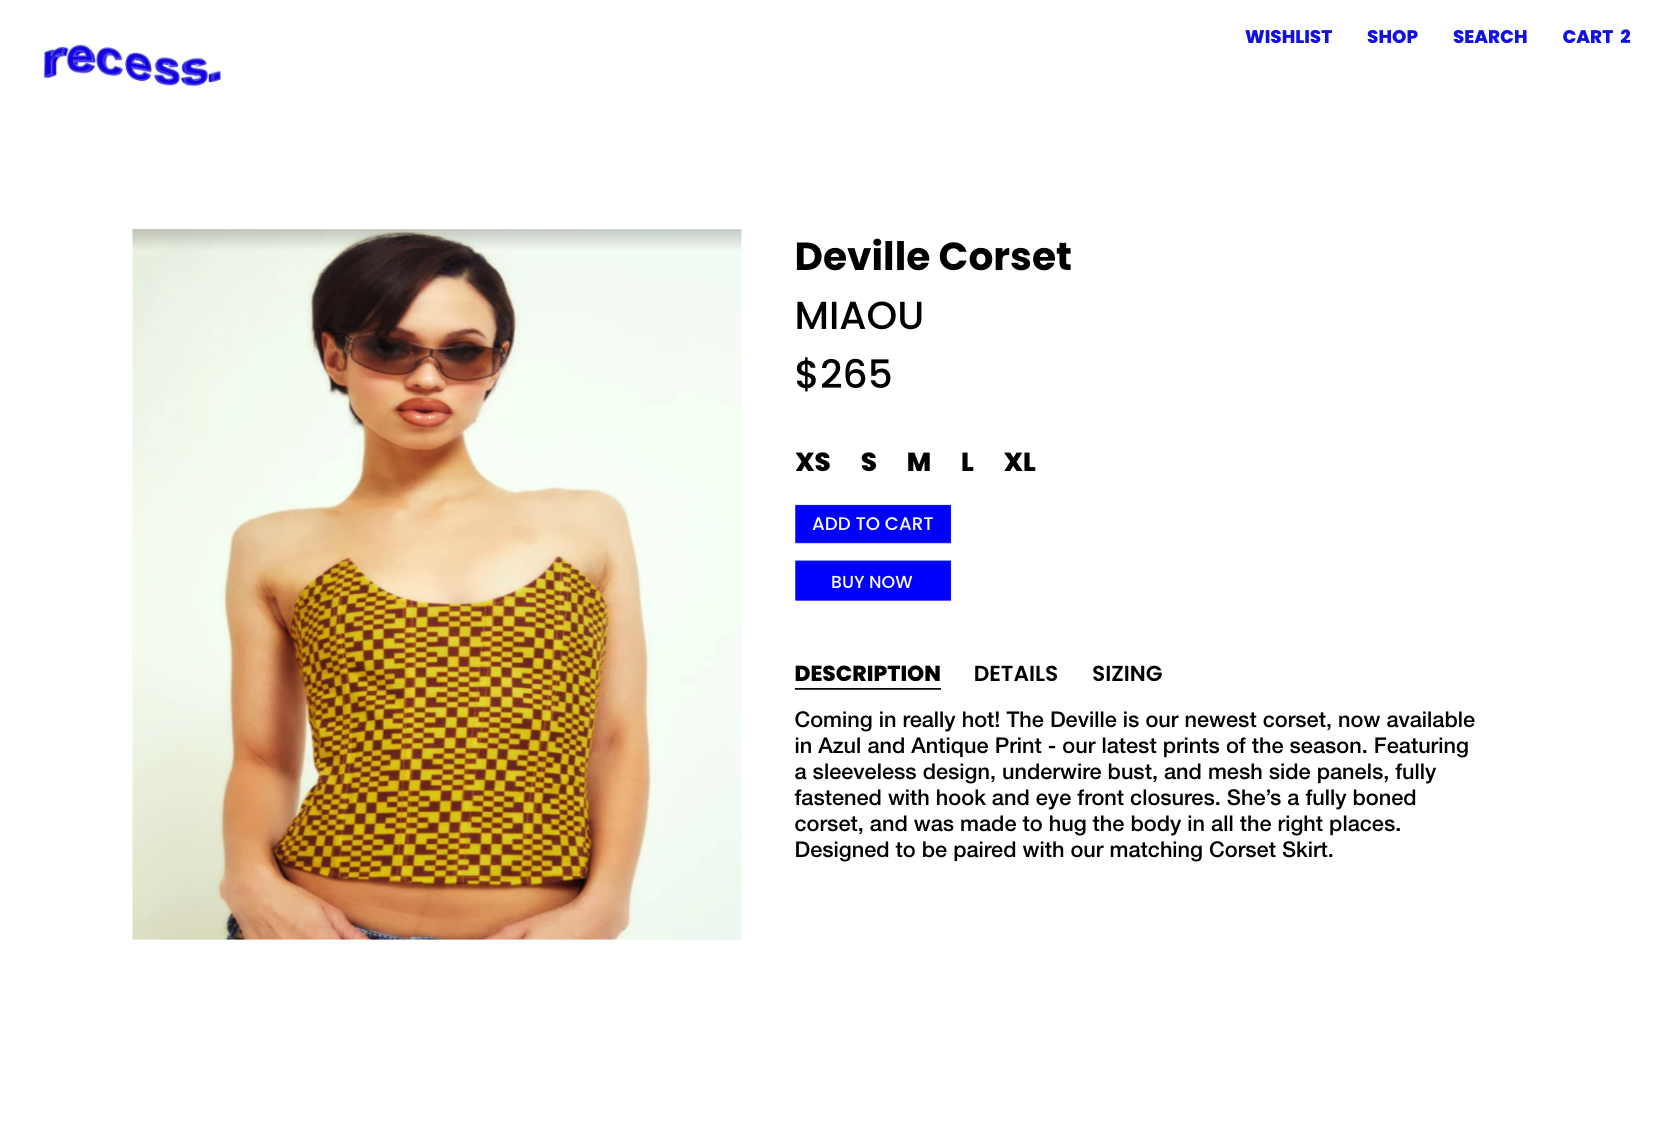 recess.
WISHLIST SHOP SEARCH CART 2
Deville Corset
MIAOU
$265
XS S M L XL
ADD TO CART
BUY NOW
DESCRIPTION DETAILS SIZING
Coming in really hot! The Deville is our newest corset, now available
in Azul and Antique Print - our latest prints of the season. Featuring
a sleeveless design, underwire bust, and mesh side panels, fully
fastened with hook and eye front closures. She’s a fully boned
corset, and was made to hug the body in all the right places.
Designed to be paired with our matching Corset Skirt.